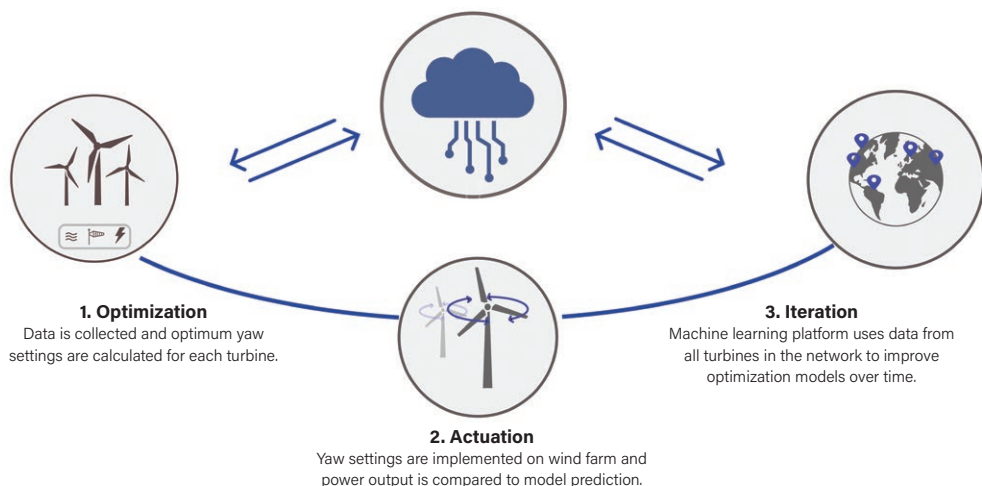 1. Optimization
Data is collected and optimum yaw
settings are calculated for each turbine.
2. Actuation
Yaw settings are implemented on wind farm and
power output is compared to model prediction.
3. Iteration
Machine learning platform uses data from
all turbines in the network to improve
optimization models over time.